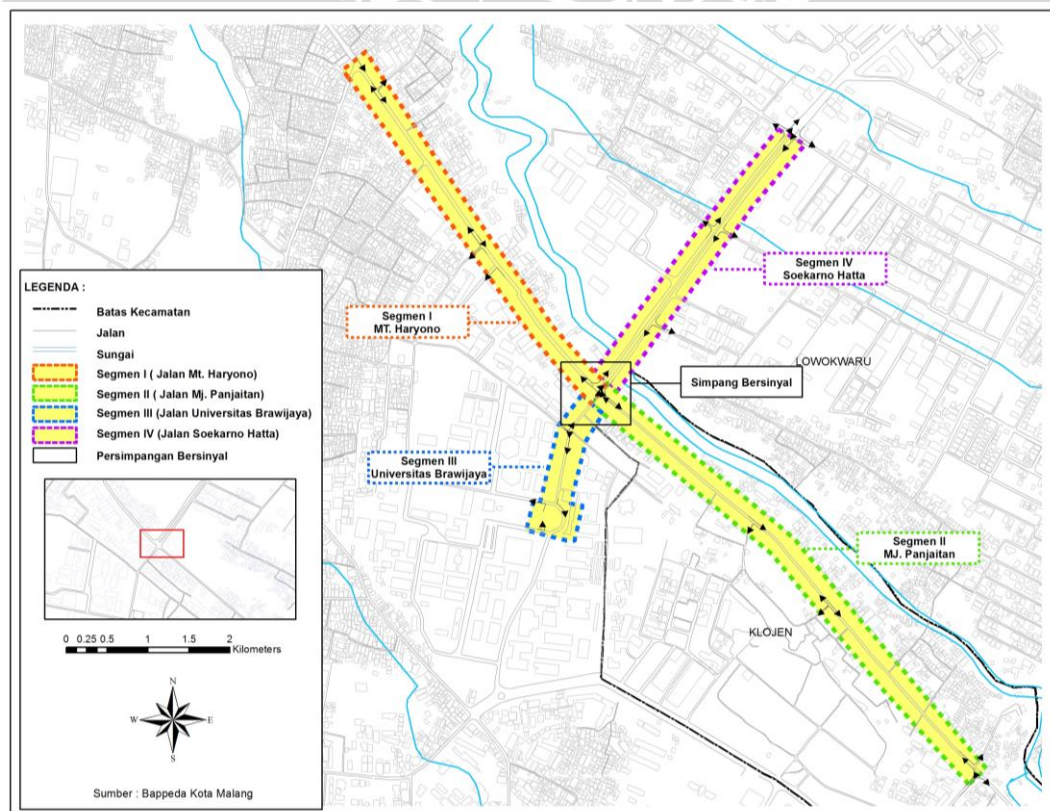 LEGENDA :
Batas Kecamatan
Jalan
Sungai
Segmen I ( Jalan Mt. Haryono)
Segmen II ( Jalan Mj. Panjaitan)
Segmen III (Jalan Universitas Brawijaya)
Segmen IV (Jalan Soekarno Hatta)
Persimpangan Bersinyal
0 0.25 0.5 1 1.5 2
Kilometers
N
W E
S
Sumber : Bappeda Kota Malang
Segmen I
MT. Haryono
Segmen IV
Soekarno Hatta
LOWOKWARU
Simpang Bersinyal
Segmen III
Universitas Brawijaya
Segmen II
MJ. Panjaitan
KLOJEN